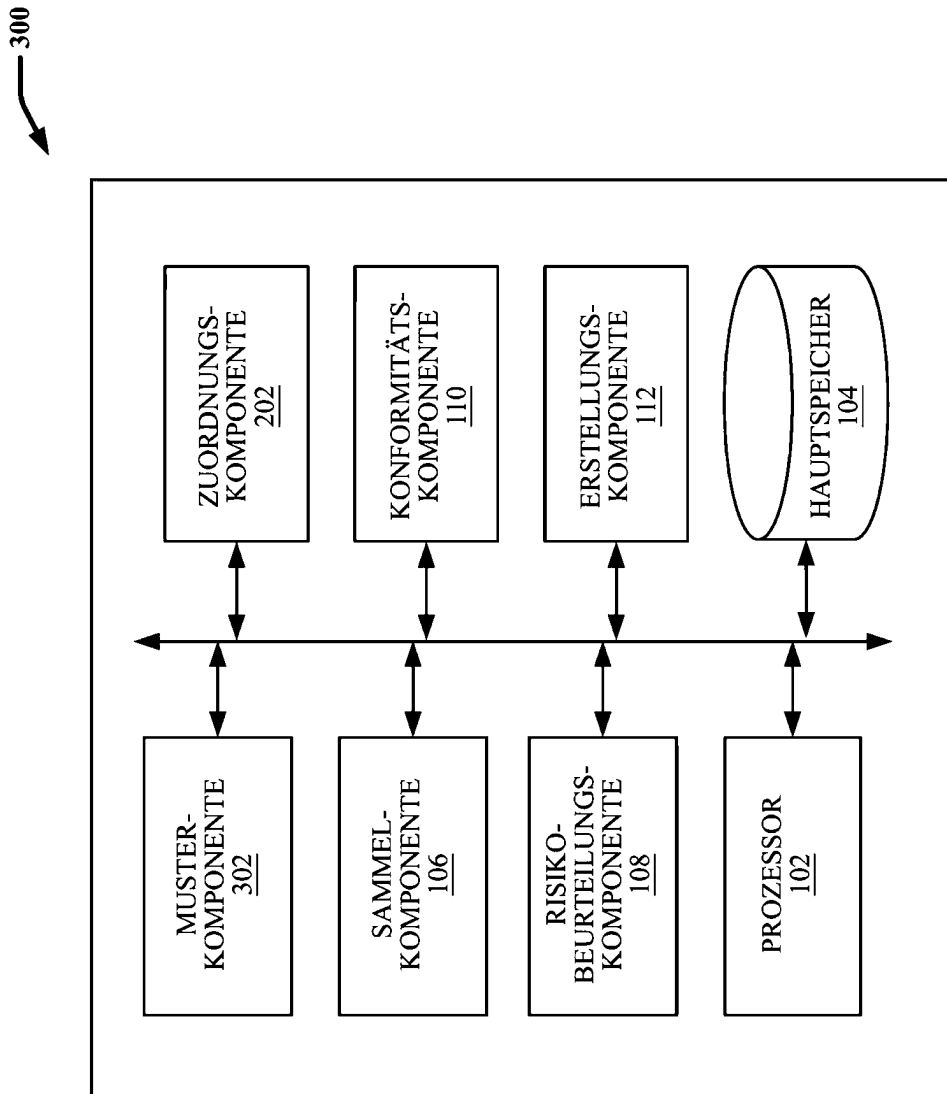 300
MUSTER-
KOMPONENTE
302
ZUORDNUNGS-
KOMPONENTE
202
SAMMEL-
KOMPONENTE
106
KONFORMITÄTS-
KOMPONENTE
110
RISIKO-
BEURTEILUNGS-
KOMPONENTE
108
ERSTELLUNGS-
KOMPONENTE
112
PROZESSOR
102
HAUPTSPEICHER
104